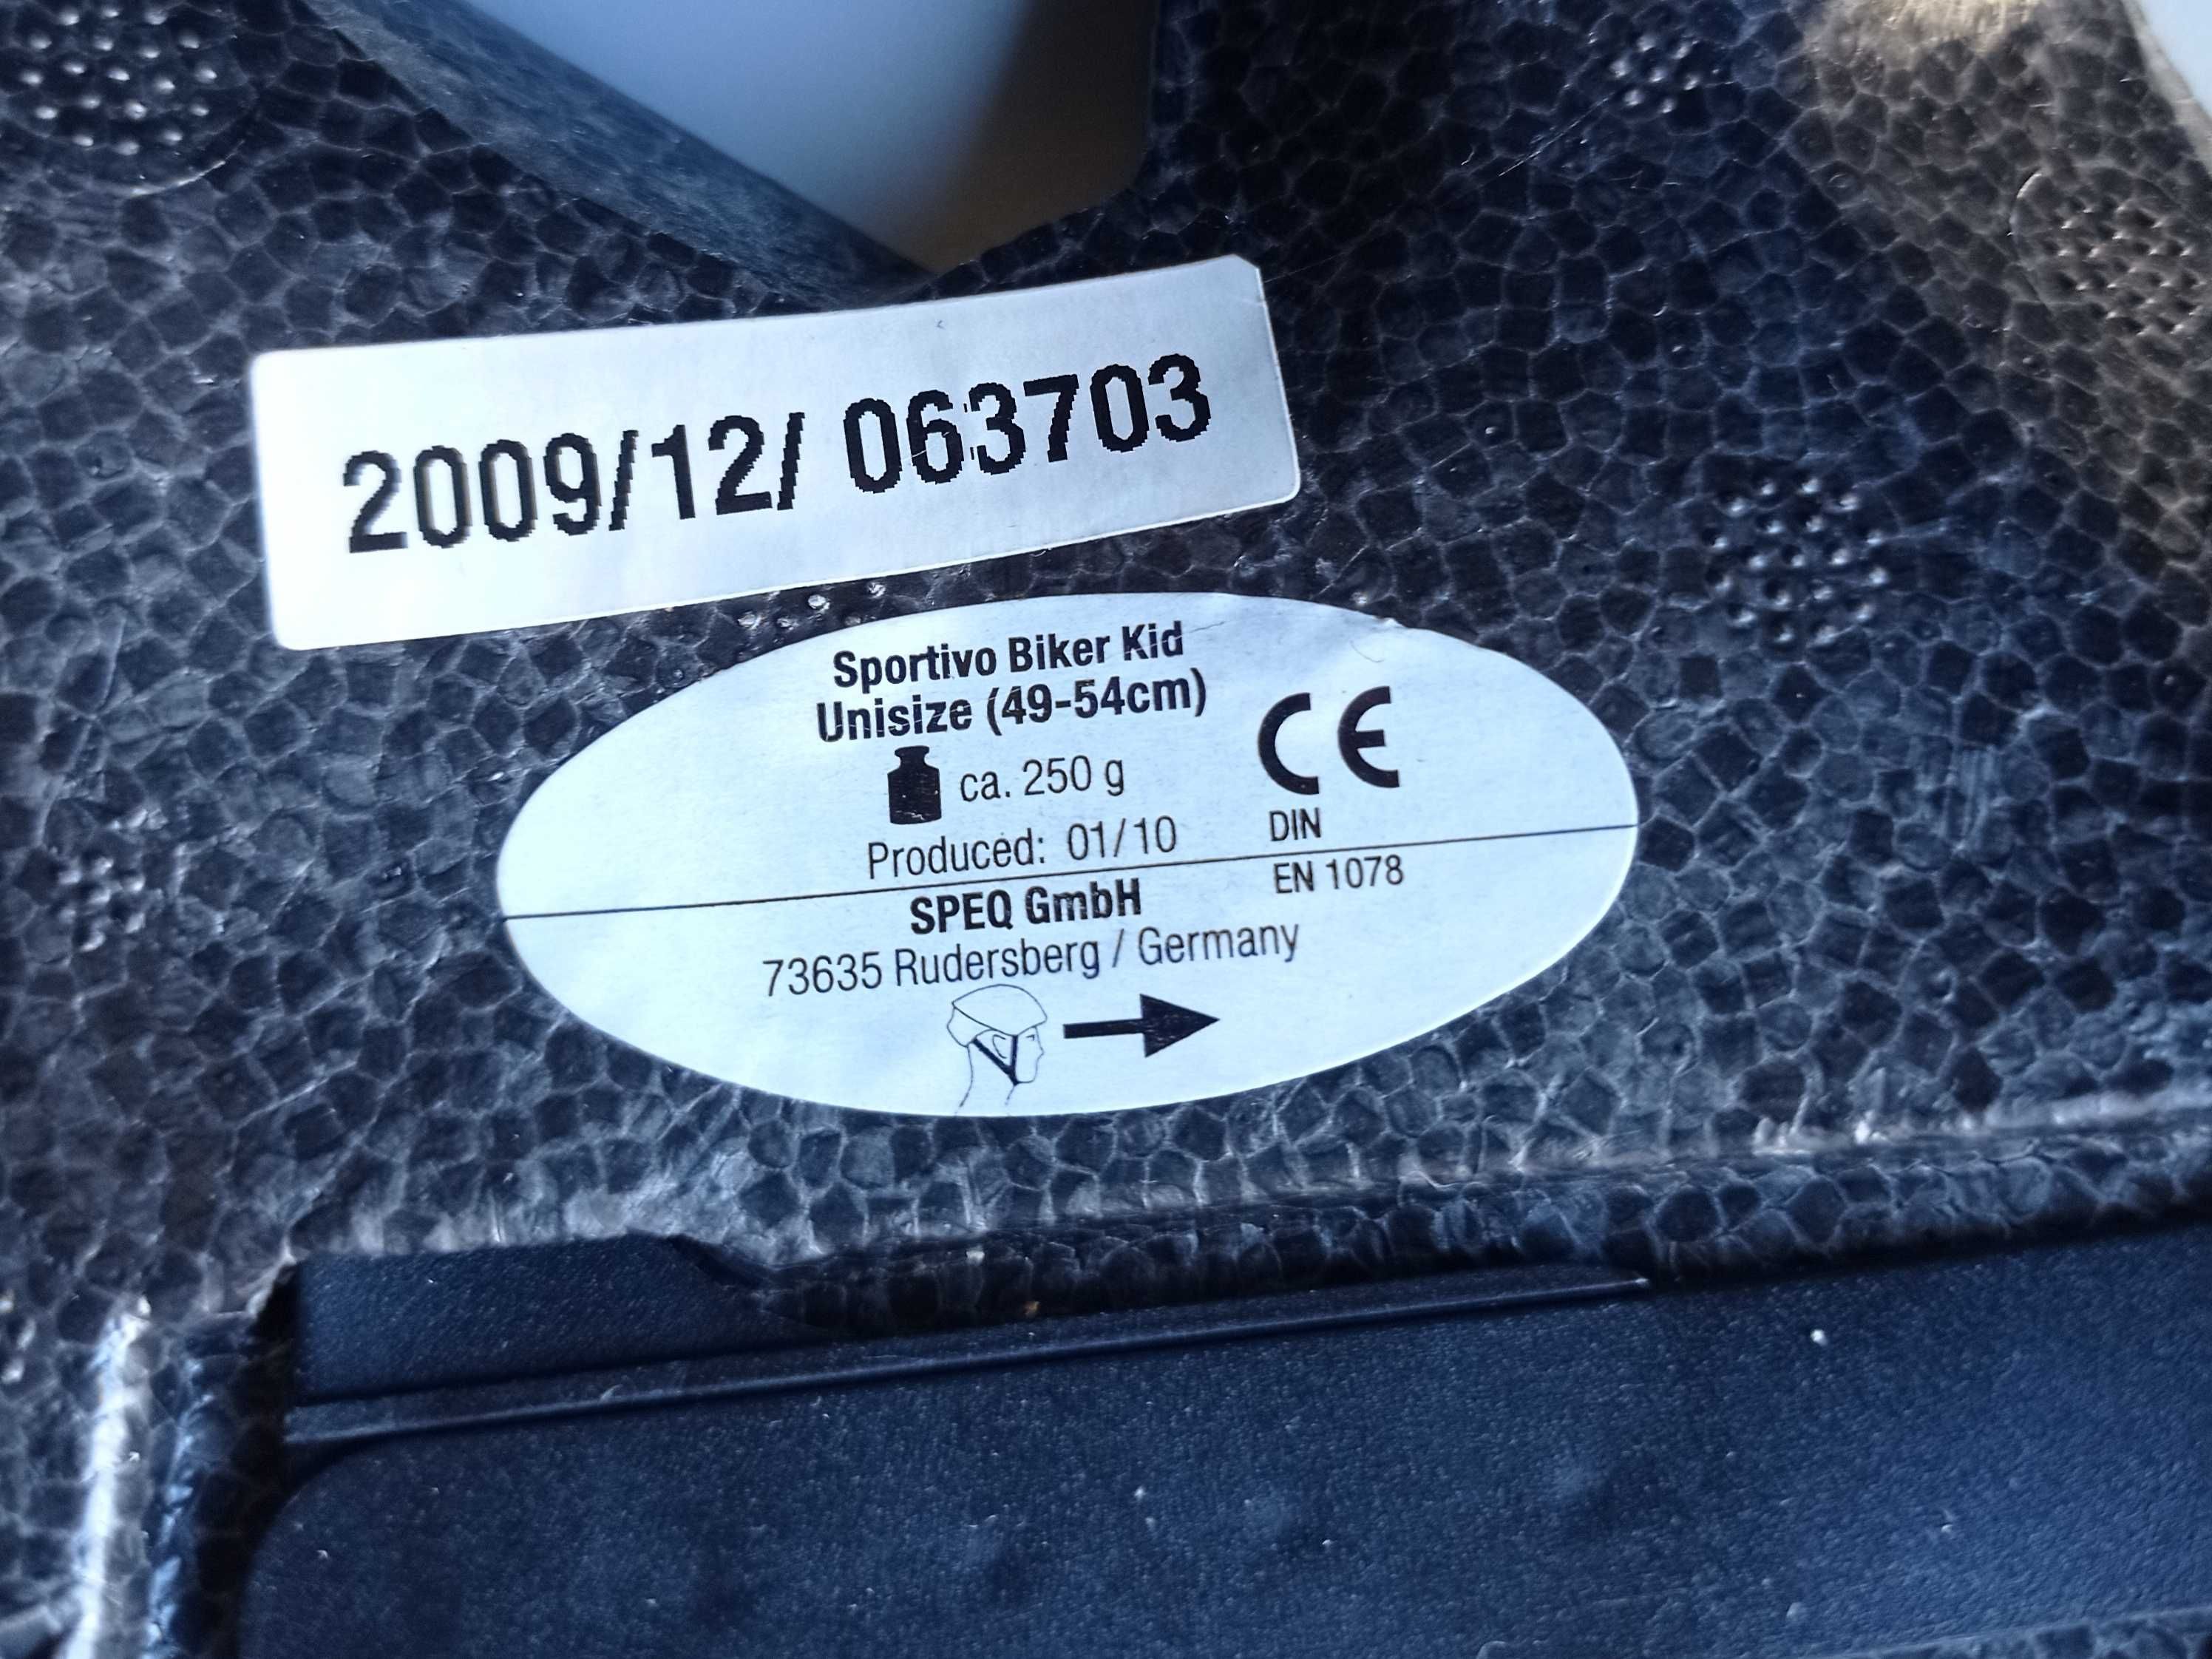 2009/12/ 063703
Sportivo Biker Kid
Unisize (49-54cm)
ca. 250 g
CE
Produced: 01/10
DIN
EN 1078
SPEQ GmbH
73635 Rudersberg / Germany